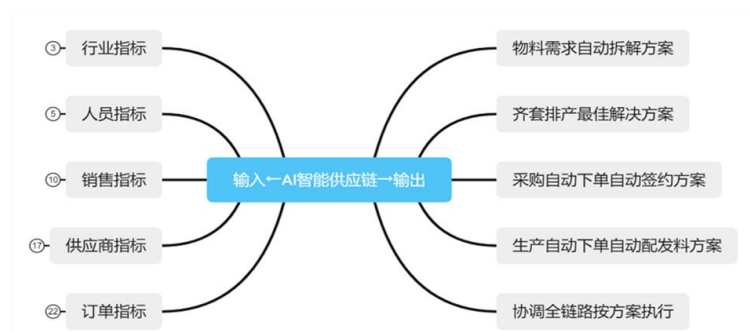 ③ 行业指标
⑤ 人员指标
⑩ 销售指标
⑰ 供应商指标
㉒ 订单指标
输入←AI智能供应链→输出
物料需求自动拆解方案
齐套排产最佳解决方案
采购自动下单自动签约方案
生产自动下单自动配发料方案
协调全链路按方案执行